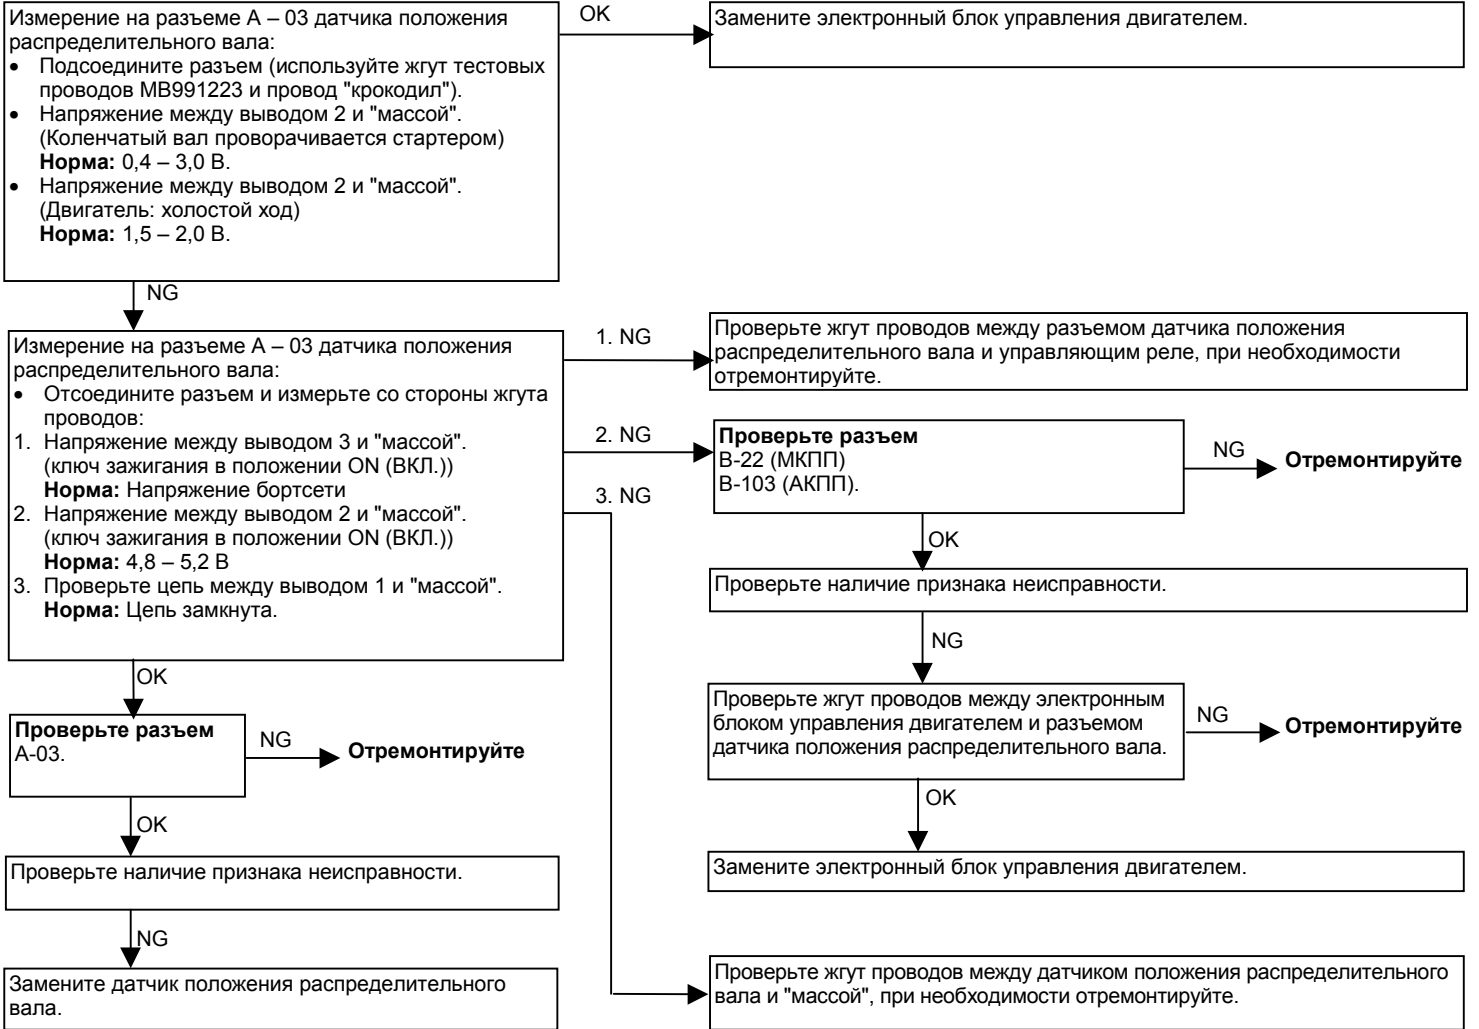 Измерение на разъеме А – 03 датчика положения
распределительного вала:
• Подсоедините разъем (используйте жгут тестовых
проводов MB991223 и провод "крокодил").
• Напряжение между выводом 2 и "массой".
(Коленчатый вал проворачивается стартером)
Норма: 0,4 – 3,0 В.
• Напряжение между выводом 2 и "массой".
(Двигатель: холостой ход)
Норма: 1,5 – 2,0 В.
OK
Замените электронный блок управления двигателем.
NG
Измерение на разъеме А – 03 датчика положения
распределительного вала:
• Отсоедините разъем и измерьте со стороны жгута
проводов:
1. Напряжение между выводом 3 и "массой".
(ключ зажигания в положении ON (ВКЛ.))
Норма: Напряжение бортсети
2. Напряжение между выводом 2 и "массой".
(ключ зажигания в положении ON (ВКЛ.))
Норма: 4,8 – 5,2 В
3. Проверьте цепь между выводом 1 и "массой".
Норма: Цепь замкнута.
1. NG
Проверьте жгут проводов между разъемом датчика положения
распределительного вала и управляющим реле, при необходимости
отремонтируйте.
2. NG
Проверьте разъем
В-22 (МКПП)
В-103 (АКПП).
NG
Отремонтируйте
3. NG
OK
Проверьте наличие признака неисправности.
NG
Проверьте жгут проводов между электронным
блоком управления двигателем и разъемом
датчика положения распределительного вала.
NG
Отремонтируйте
OK
Замените электронный блок управления двигателем.
Проверьте жгут проводов между датчиком положения распределительного
вала и "массой", при необходимости отремонтируйте.
OK
Проверьте разъем
А-03.
NG
Отремонтируйте
OK
Проверьте наличие признака неисправности.
NG
Замените датчик положения распределительного
вала.